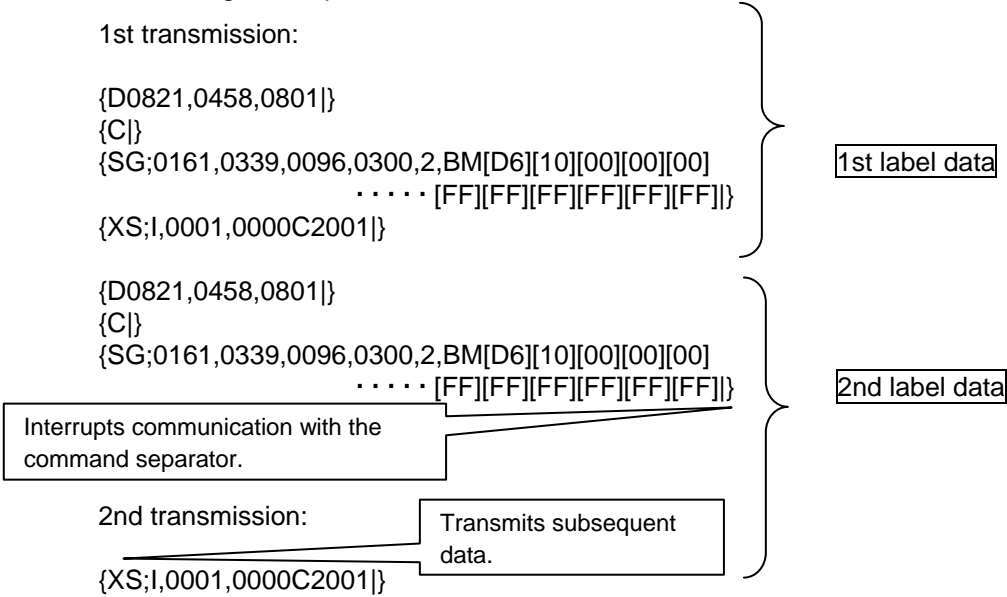 1st transmission:
{D0821,0458,0801|}
{C|}
{SG;0161,0339,0096,0300,2,BM[D6][10][00][00][00]
・・・・・[FF][FF][FF][FF][FF][FF]|}
{XS;I,0001,0000C2001|}
1st label data
{D0821,0458,0801|}
{C|}
{SG;0161,0339,0096,0300,2,BM[D6][10][00][00][00]
・・・・・[FF][FF][FF][FF][FF][FF]|}
2nd label data
Interrupts communication with the
command separator.
2nd transmission:
Transmits subsequent
data.
{XS;I,0001,0000C2001|}